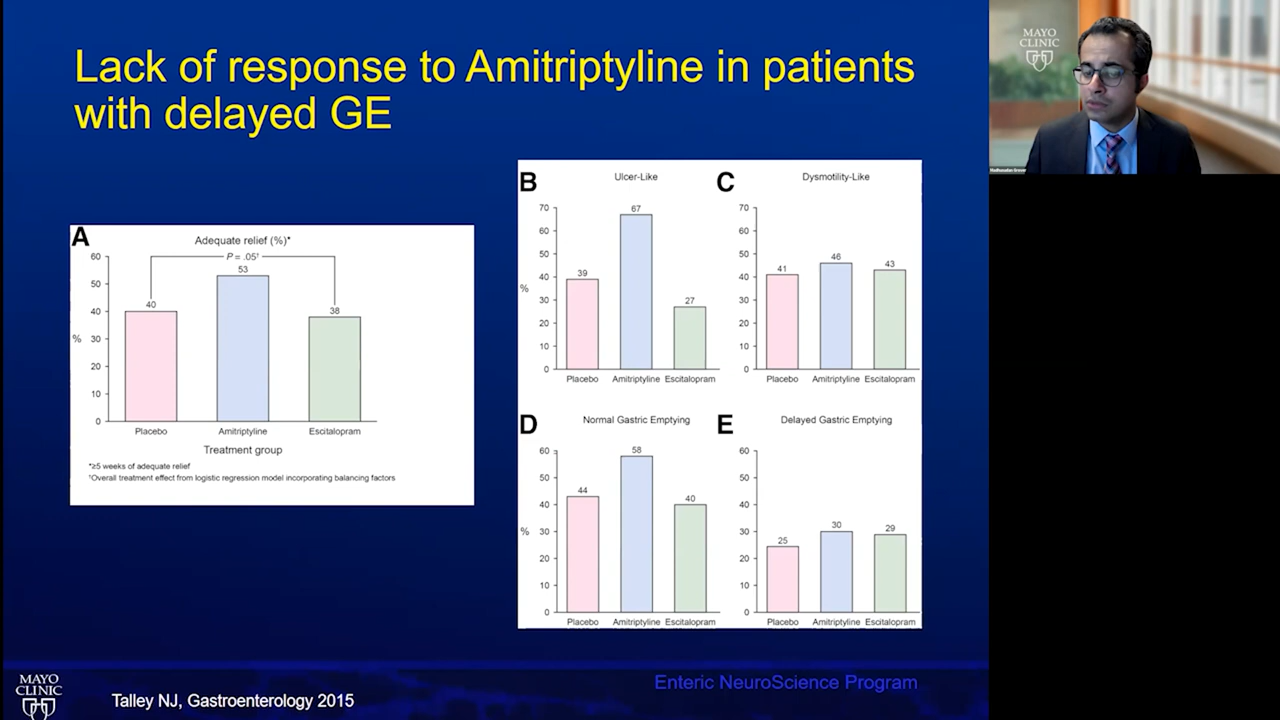 Lack of response to Amitriptyline in patients
with delayed GE
A
Adequate relief (%)*
P = .05†
60
50
40
30
20
10
0
%
40
53
38
Placebo
Amitriptyline
Escitalopram
Treatment group
*≥5 weeks of adequate relief
†Overall treatment effect from logistic regression model incorporating balancing factors
B
Ulcer-Like
70
60
50
40
30
20
10
0
%
39
67
27
Placebo
Amitriptyline
Escitalopram
C
Dysmotility-Like
70
60
50
40
30
20
10
0
41
46
43
Placebo
Amitriptyline
Escitalopram
D
Normal Gastric Emptying
60
50
40
30
20
10
0
%
44
58
40
Placebo
Amitriptyline
Escitalopram
E
Delayed Gastric Emptying
60
50
40
30
20
10
0
25
30
29
Placebo
Amitriptyline
Escitalopram
MAYO
CLINIC
Talley NJ, Gastroenterology 2015
Enteric NeuroScience Program
MAYO
CLINIC